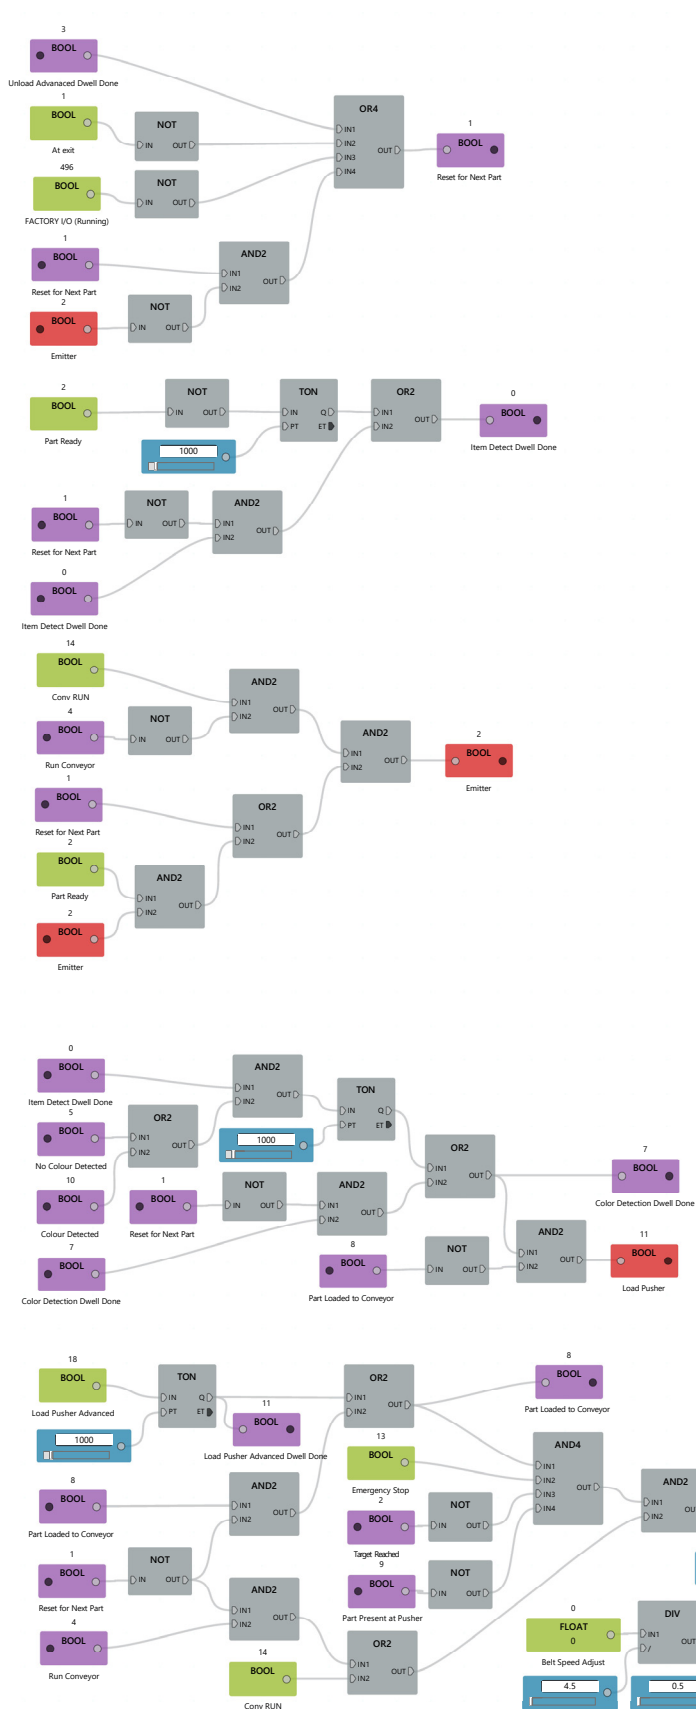 3
BOOL
Unload Advanaced Dwell Done
1
BOOL
At exit
NOT
IN OUT
496
BOOL
FACTORY I/O (Running)
NOT
IN OUT
OR4
IN1
IN2
IN3
IN4
OUT
1
BOOL
Reset for Next Part
1
BOOL
Reset for Next Part
2
BOOL
Emitter
NOT
IN OUT
AND2
IN1
IN2
OUT
2
BOOL
Part Ready
NOT
IN OUT
1000
TON
IN Q
PT ET
OR2
IN1
IN2
OUT
0
BOOL
Item Detect Dwell Done
1
BOOL
Reset for Next Part
NOT
IN OUT
AND2
IN1
IN2
OUT
0
BOOL
Item Detect Dwell Done
14
BOOL
Conv RUN
4
BOOL
Run Conveyor
NOT
IN OUT
AND2
IN1
IN2
OUT
AND2
IN1
IN2
OUT
2
BOOL
Emitter
1
BOOL
Reset for Next Part
2
BOOL
Part Ready
2
BOOL
Emitter
AND2
IN1
IN2
OUT
OR2
IN1
IN2
OUT
0
BOOL
Item Detect Dwell Done
5
BOOL
No Colour Detected
10
BOOL
Colour Detected
OR2
IN1
IN2
OUT
AND2
IN1
IN2
OUT
1000
TON
IN Q
PT ET
1
BOOL
Reset for Next Part
NOT
IN OUT
AND2
IN1
IN2
OUT
7
BOOL
Color Detection Dwell Done
OR2
IN1
IN2
OUT
7
BOOL
Color Detection Dwell Done
8
BOOL
Part Loaded to Conveyor
NOT
IN OUT
AND2
IN1
IN2
OUT
11
BOOL
Load Pusher
18
BOOL
Load Pusher Advanced
1000
TON
IN Q
PT ET
11
BOOL
Load Pusher Advanced Dwell Done
OR2
IN1
IN2
OUT
8
BOOL
Part Loaded to Conveyor
8
BOOL
Part Loaded to Conveyor
AND2
IN1
IN2
OUT
1
BOOL
Reset for Next Part
NOT
IN OUT
4
BOOL
Run Conveyor
AND2
IN1
IN2
OUT
14
BOOL
Conv RUN
OR2
IN1
IN2
OUT
13
BOOL
Emergency Stop
2
BOOL
Target Reached
NOT
IN OUT
9
BOOL
Part Present at Pusher
NOT
IN OUT
AND4
IN1
IN2
IN3
IN4
OUT
AND2
IN1
IN2
OU
0
FLOAT
0
Belt Speed Adjust
DIV
IN1
/
OUT
4.5
0.5